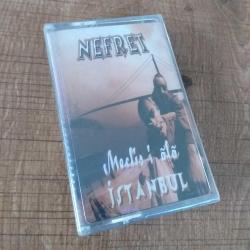 NEFRET
Meclis-i âlâ
İSTANBUL